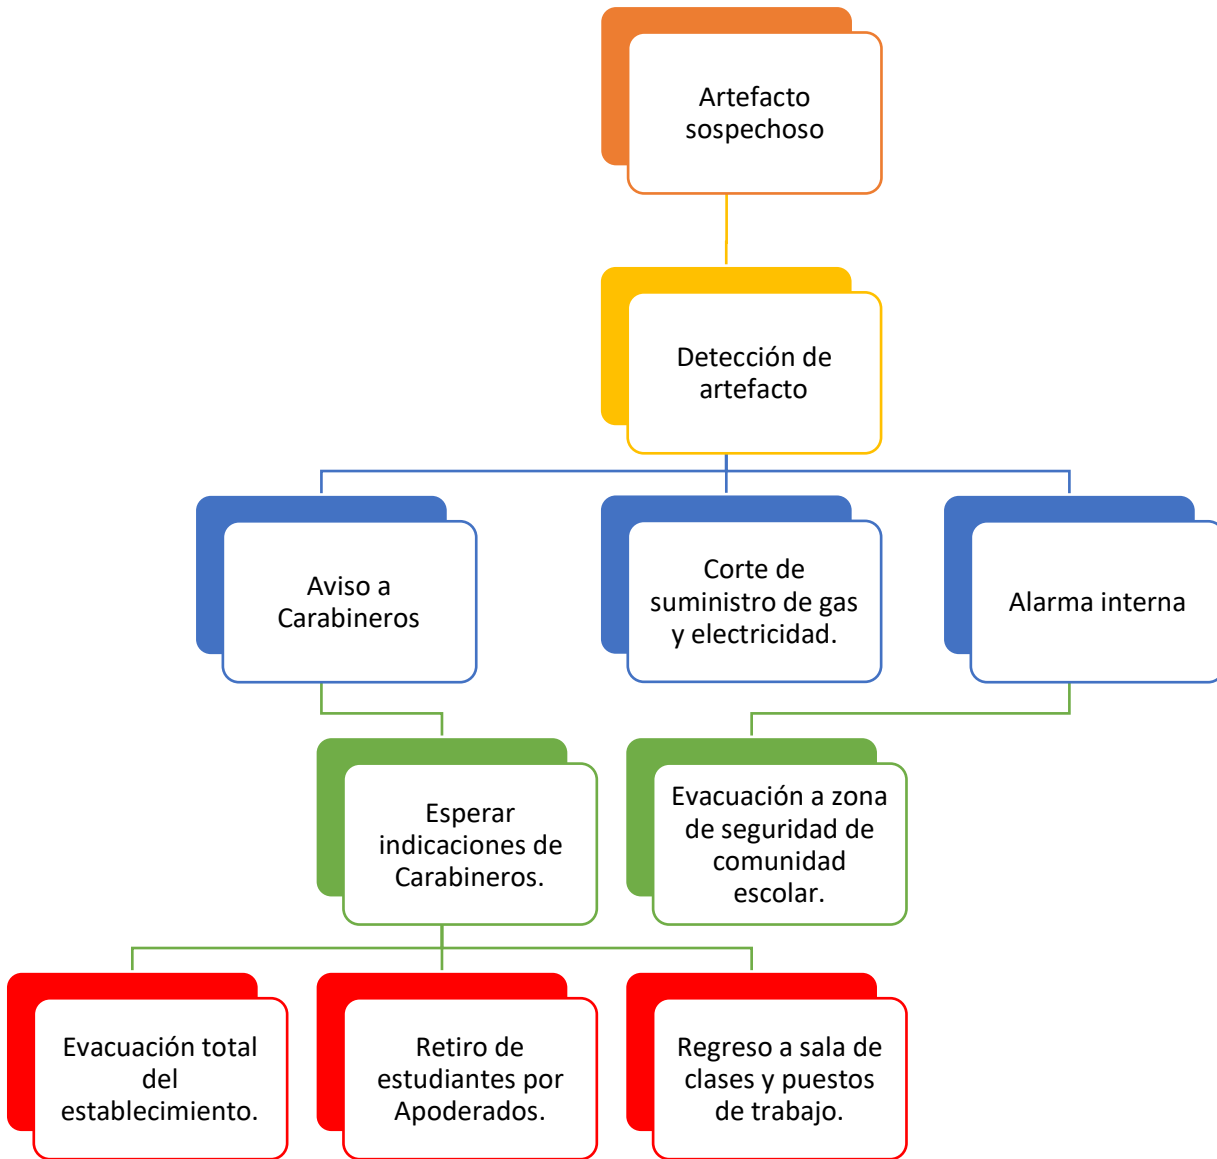 Artefacto
sospechoso
Detección de
artefacto
Aviso a
Carabineros
Corte de
suministro de gas
y electricidad.
Alarma interna
Esperar
indicaciones de
Carabineros.
Evacuación a zona
de seguridad de
comunidad
escolar.
Evacuación total
del
establecimiento.
Retiro de
estudiantes por
Apoderados.
Regreso a sala de
clases y puestos
de trabajo.